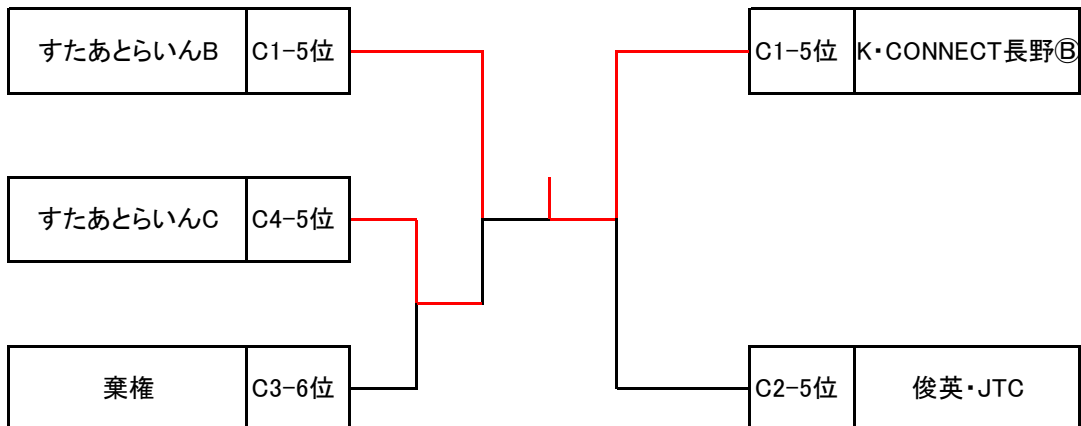 すたあとらいんB C1-5位
C1-5位 K・CONNECT長野Ⓑ
すたあとらいんC C4-5位
棄権 C3-6位
C2-5位 俊英・JTC